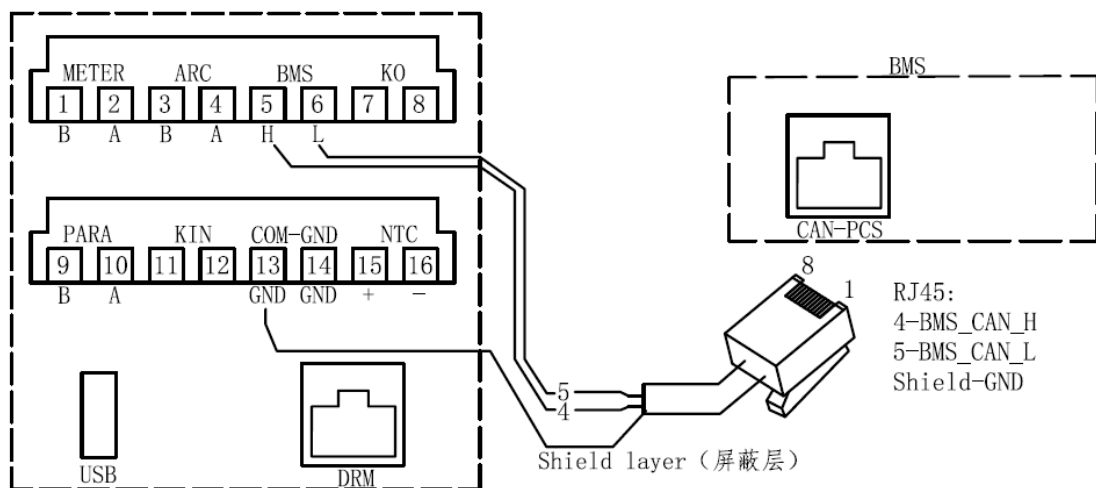 METER ARC BMS KO
1 2 3 4 5 6 7 8
B A B A H L
PARA KIN COM-GND NTC
9 10 11 12 13 14 15 16
B A GND GND + −
USB
DRM
BMS
CAN-PCS
8
1
RJ45:
4-BMS_CAN_H
5-BMS_CAN_L
Shield-GND
5
4
Shield layer（屏蔽层）